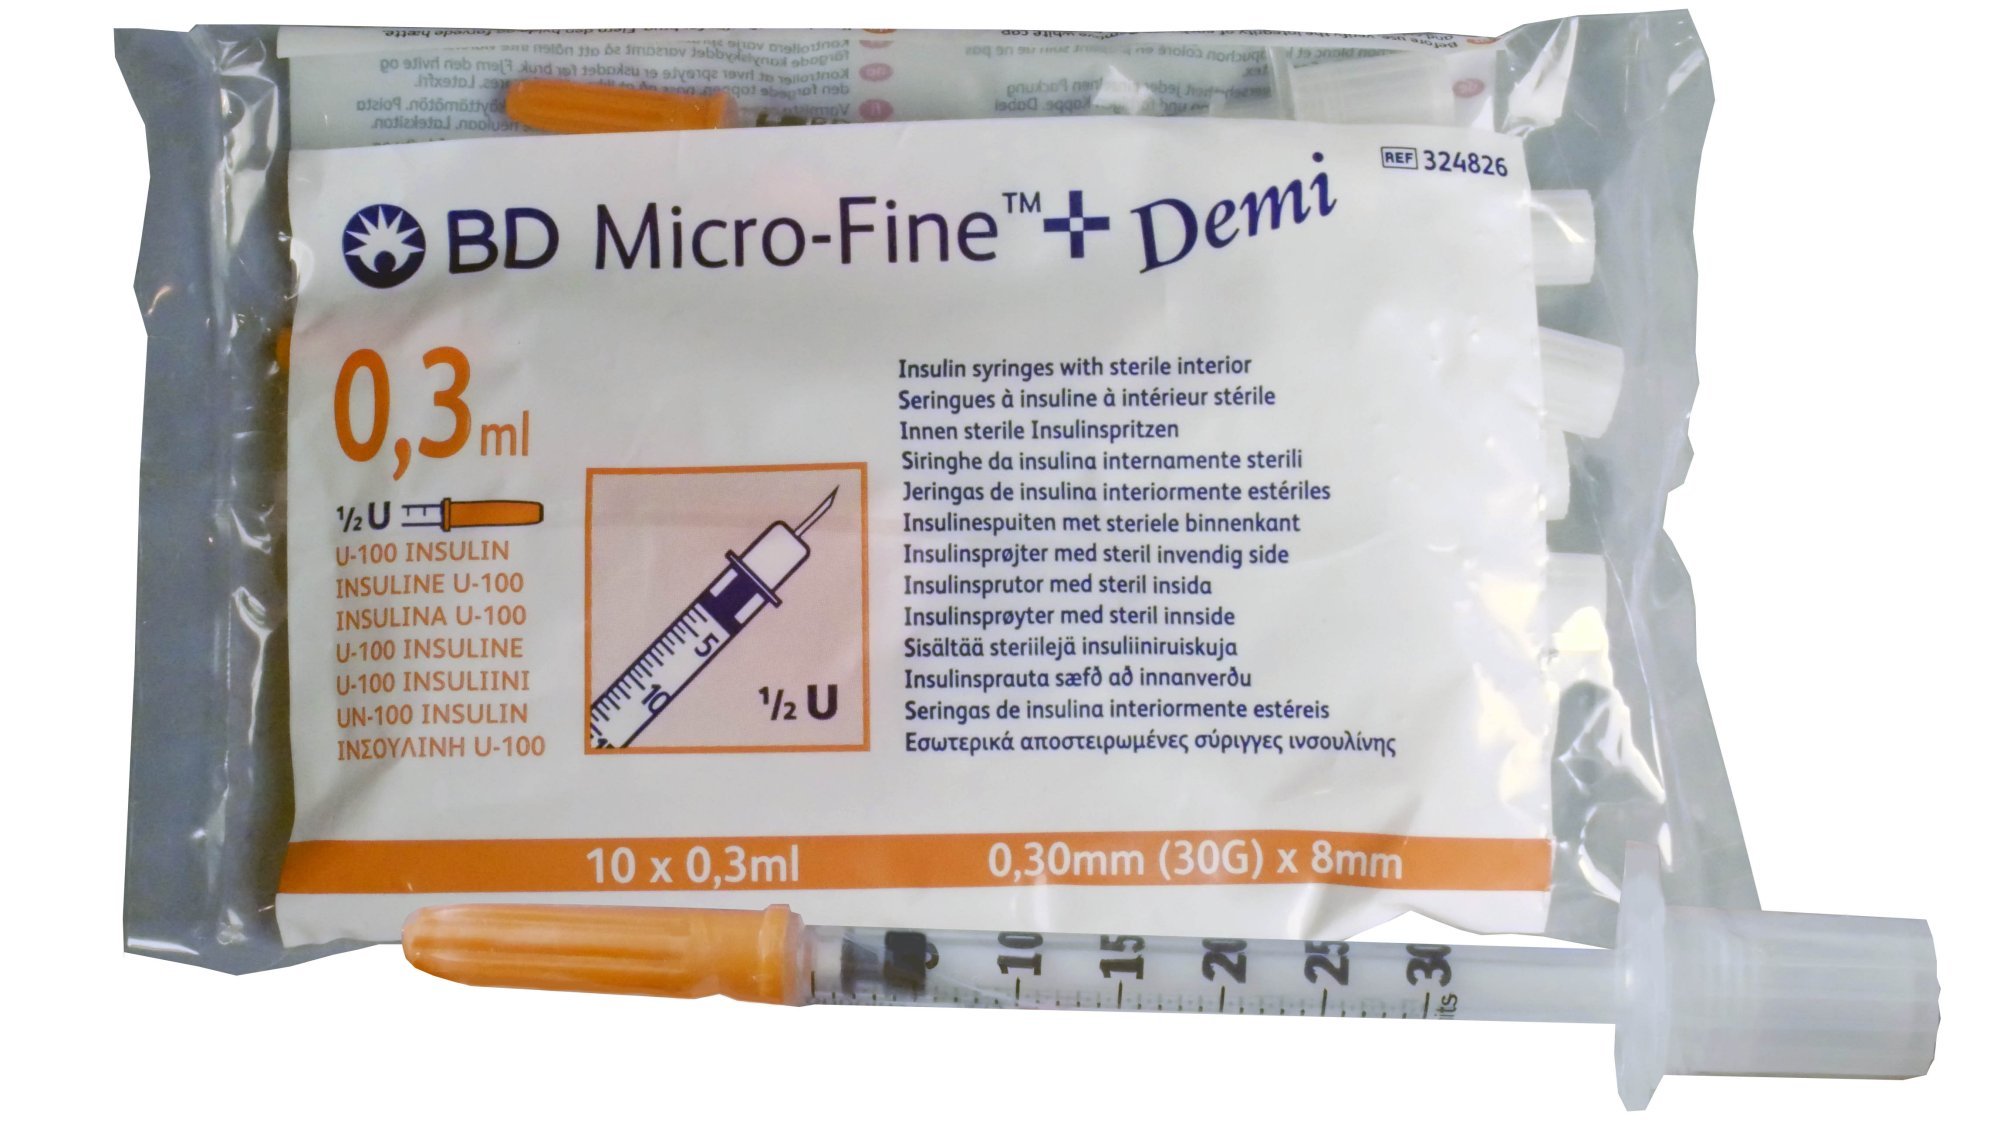 REF 324826
BD Micro-Fine™+ Demi
0,3 ml
1/2 U
U-100 INSULIN
INSULINE U-100
INSULINA U-100
U-100 INSULINE
U-100 INSULIINI
UN-100 INSULIN
ΙΝΣΟΥΛΙΝΗ U-100
5
10
1/2 U
Insulin syringes with sterile interior
Seringues à insuline à intérieur stérile
Innen sterile Insulinspritzen
Siringhe da insulina internamente sterili
Jeringas de insulina interiormente estériles
Insulinespuiten met steriele binnenkant
Insulinsprøjter med steril invendig side
Insulinsprutor med steril insida
Insulinsprøyter med steril innside
Sisältää steriilejä insuliiniruiskuja
Insulinsprauta sæfð að innanverðu
Seringas de insulina interiormente estéreis
Εσωτερικά αποστειρωμένες σύριγγες ινσουλίνης
10 x 0,3ml 0,30mm (30G) x 8mm
10 15 20 25 30